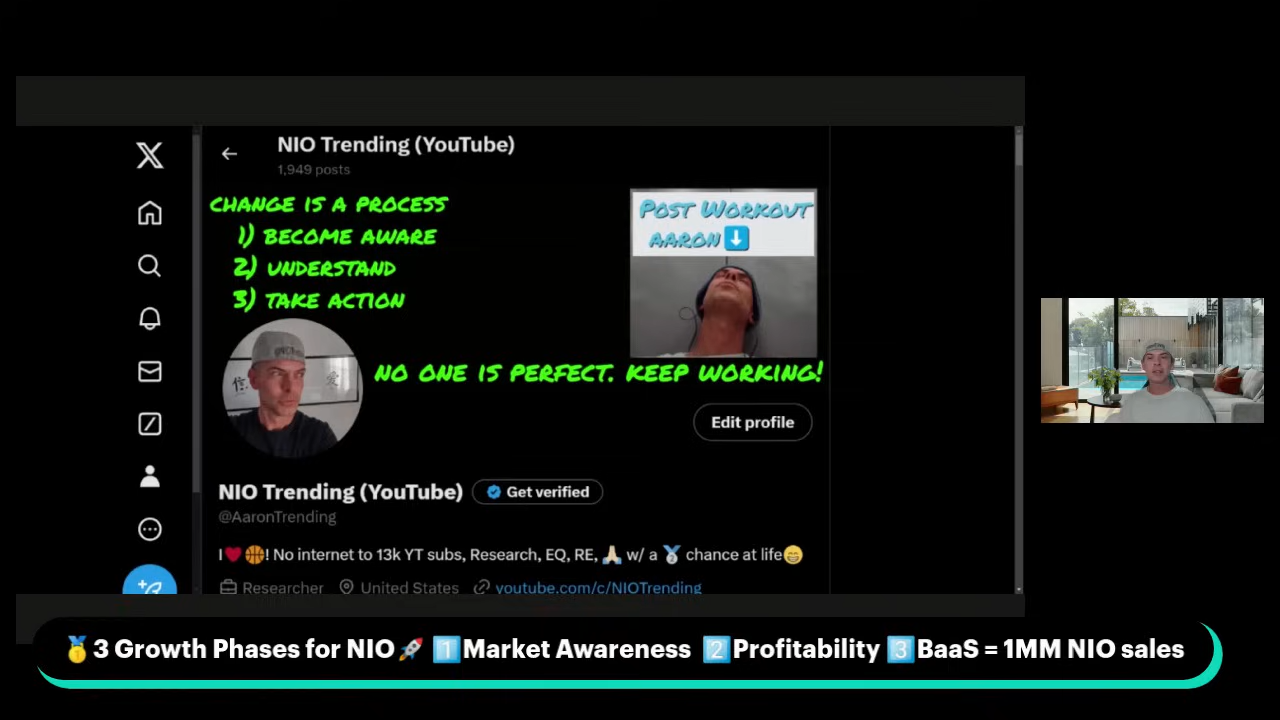 NIO Trending (YouTube)
1,949 posts
CHANGE IS A PROCESS
1) BECOME AWARE
2) UNDERSTAND
3) TAKE ACTION
POST WORKOUT
AARON⬇️
信
爱
NO ONE IS PERFECT. KEEP WORKING!
Edit profile
NIO Trending (YouTube)
Get verified
@AaronTrending
I❤️🏀! No internet to 13k YT subs, Research, EQ, RE, 🙏🏻 w/ a 🥈 chance at life😁
Researcher United States youtube.com/c/NIOTrending
🥇3 Growth Phases for NIO🚀 1️⃣Market Awareness 2️⃣Profitability 3️⃣BaaS = 1MM NIO sales